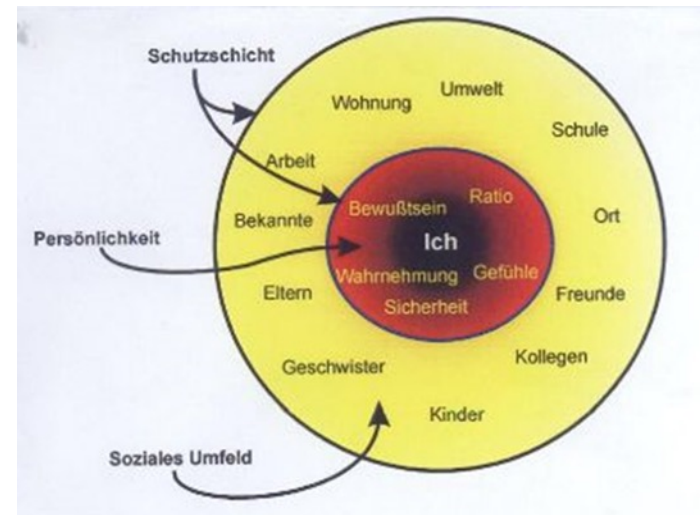 Schutzschicht
Umwelt
Wohnung
Schule
Arbeit
Ratio
Bewußtsein
Bekannte
Ort
Persönlichkeit
Ich
Wahrnehmung
Gefühle
Eltern
Freunde
Sicherheit
Kollegen
Geschwister
Kinder
Soziales Umfeld